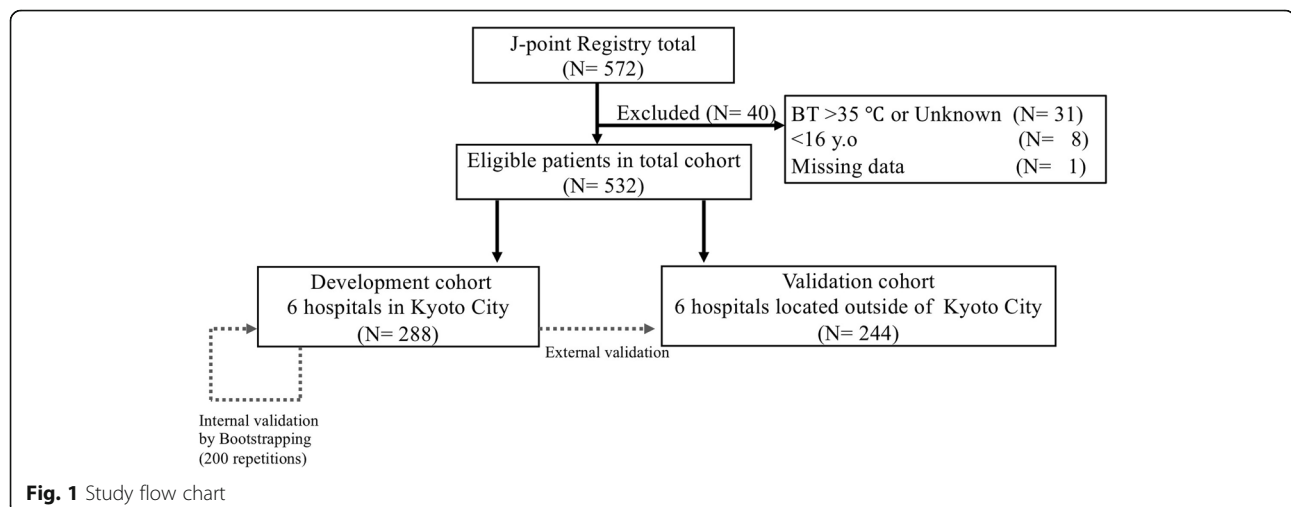 J-point Registry total
(N= 572)
Excluded (N= 40)
BT >35 ℃ or Unknown (N= 31)
<16 y.o (N= 8)
Missing data (N= 1)
Eligible patients in total cohort
(N= 532)
Development cohort
6 hospitals in Kyoto City
(N= 288)
Validation cohort
6 hospitals located outside of Kyoto City
(N= 244)
External validation
Internal validation
by Bootstrapping
(200 repetitions)
Fig. 1 Study flow chart